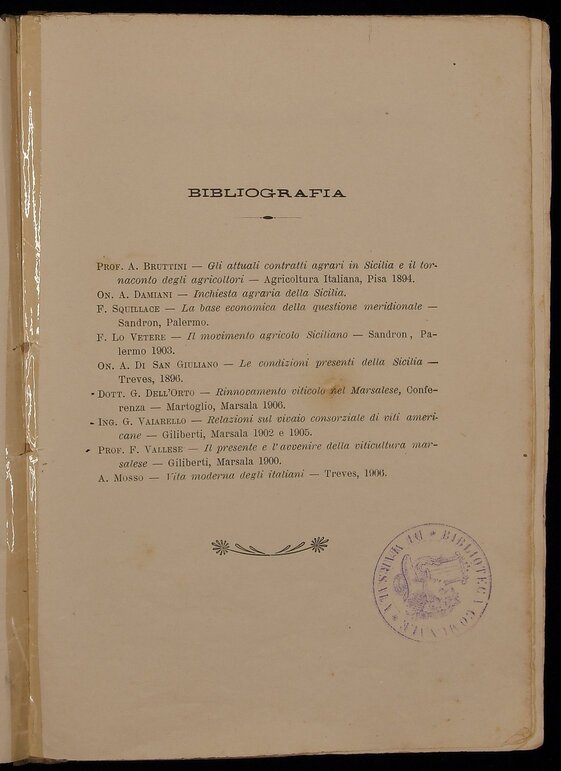 BIBLIOGRAFIA
PROF. A. BRUTTINI — Gli attuali contratti agrari in Sicilia e il tor-
naconto degli agricoltori — Agricoltura Italiana, Pisa 1894.
ON. A. DAMIANI — Inchiesta agraria della Sicilia.
F. SQUILLACE — La base economica della questione meridionale —
Sandron, Palermo.
F. LO VETERE — Il movimento agricolo Siciliano — Sandron, Pa-
lermo 1903.
ON. A. DI SAN GIULIANO — Le condizioni presenti della Sicilia —
Treves, 1896.
DOTT. G. DELL'ORTO — Rinnovamento viticolo nel Marsalese, Confe-
renza — Martoglio, Marsala 1906.
ING. G. VAIARELLO — Relazioni sul vivaio consorziale di viti ameri-
cane — Giliberti, Marsala 1902 e 1905.
PROF. F. VALLESE — Il presente e l'avvenire della viticultura mar-
salese — Giliberti, Marsala 1900.
A. MOSSO — Vita moderna degli italiani — Treves, 1906.
BIBLIOTECA COMUNALE * DI MARSALA *